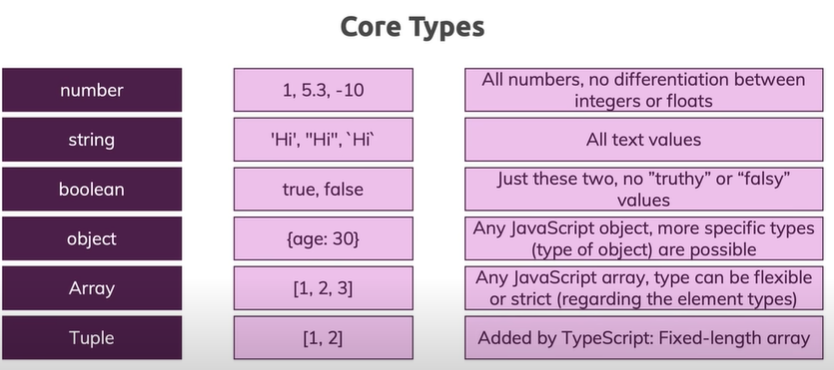 Core Types
number
1, 5.3, -10
All numbers, no differentiation between
integers or floats
string
'Hi', "Hi", `Hi`
All text values
boolean
true, false
Just these two, no "truthy" or “falsy”
values
object
{age: 30}
Any JavaScript object, more specific types
(type of object) are possible
Array
[1, 2, 3]
Any JavaScript array, type can be flexible
or strict (regarding the element types)
Tuple
[1, 2]
Added by TypeScript: Fixed-length array